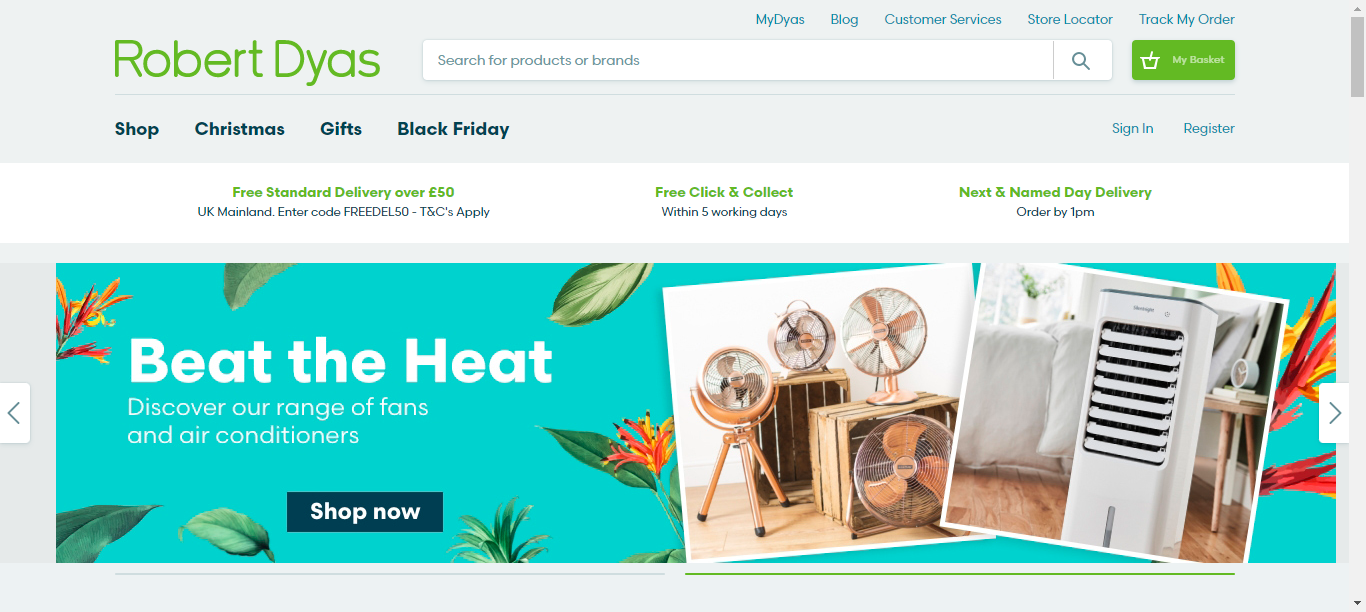 MyDyas Blog Customer Services Store Locator Track My Order
Robert Dyas
Search for products or brands
My Basket
Shop Christmas Gifts Black Friday
Sign In Register
Free Standard Delivery over £50
UK Mainland. Enter code FREEDEL50 - T&C's Apply
Free Click & Collect
Within 5 working days
Next & Named Day Delivery
Order by 1pm
Beat the Heat
Discover our range of fans
and air conditioners
Shop now